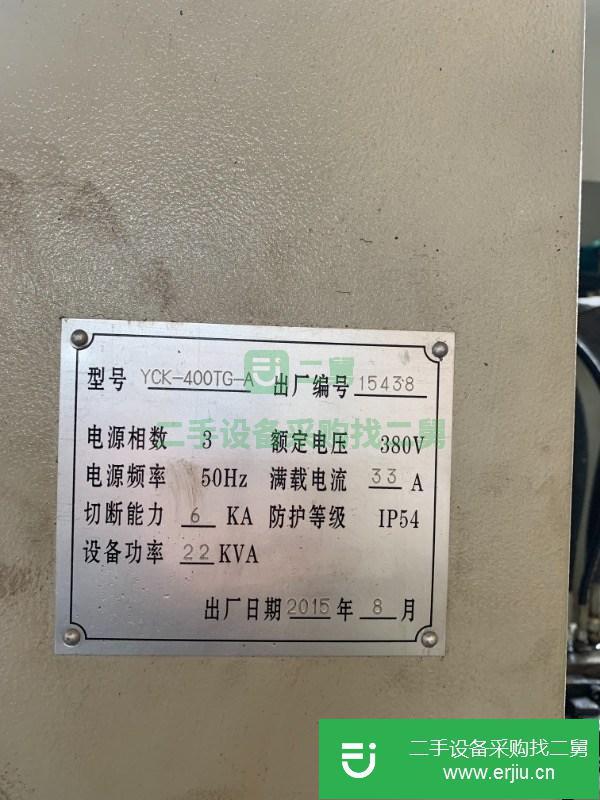 二舅
型号 YCK-400TG-A 出厂编号 15438
二手设备采购找二舅
电源相数 3 额定电压 380V
电源频率 50Hz 满载电流 33 A
切断能力 6 KA 防护等级 IP54
设备功率 22 KVA
出厂日期 2015 年 8 月
二手设备采购找二舅
www.erjiu.cn